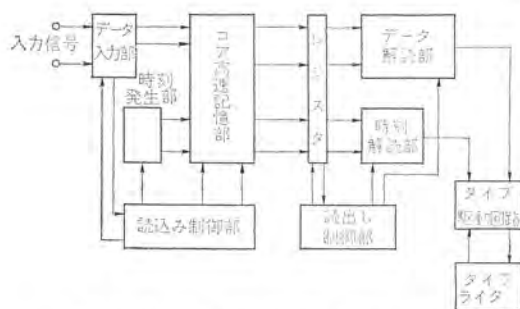 入力信号
データ
入力部
時刻
発生部
コア高速記憶部
レジスタ
データ
解読部
時刻
解読部
読込み制御部
読出し
制御部
タイプ
駆動回路
タイプ
ライタ